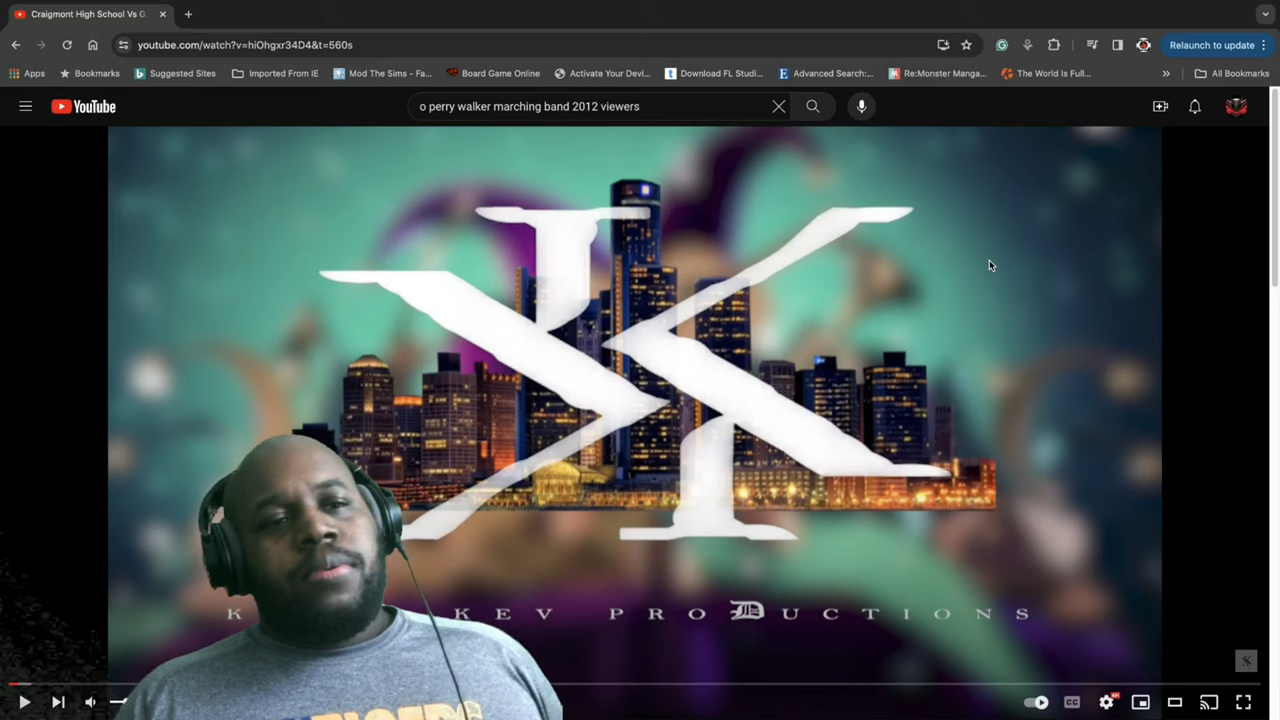 Craigmont High School Vs G
youtube.com/watch?v=hiOhgxr34D4&t=560s
Relaunch to update
Apps
Bookmarks
Suggested Sites
Imported From IE
Mod The Sims - Fa...
Board Game Online
Activate Your Devi...
Download FL Studi...
Advanced Search:...
Re:Monster Manga...
The World Is Full...
»
All Bookmarks
YouTube
o perry walker marching band 2012 viewers
K KEV PRODUCTIONS
CC